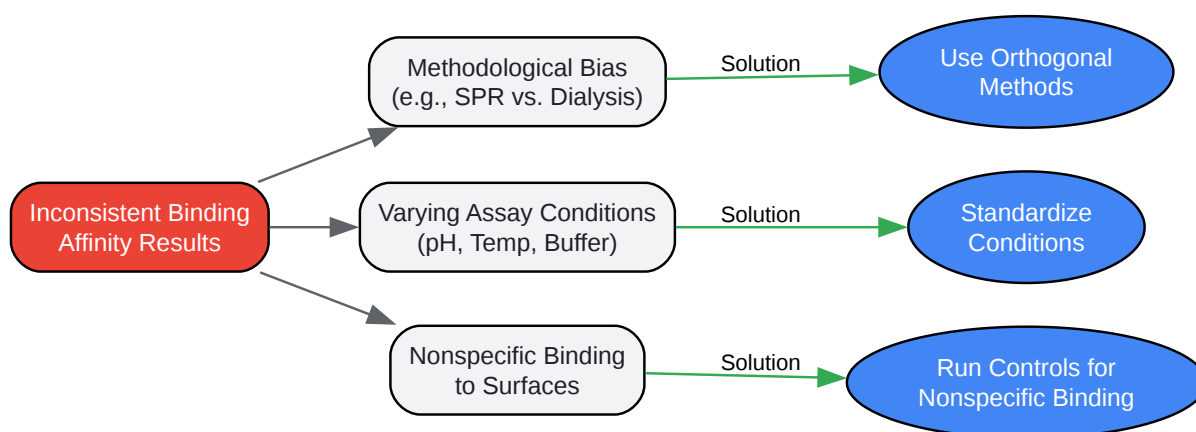 Inconsistent Binding
Affinity Results
Methodological Bias
(e.g., SPR vs. Dialysis)
Solution
Use Orthogonal
Methods
Varying Assay Conditions
(pH, Temp, Buffer)
Solution
Standardize
Conditions
Nonspecific Binding
to Surfaces
Solution
Run Controls for
Nonspecific Binding